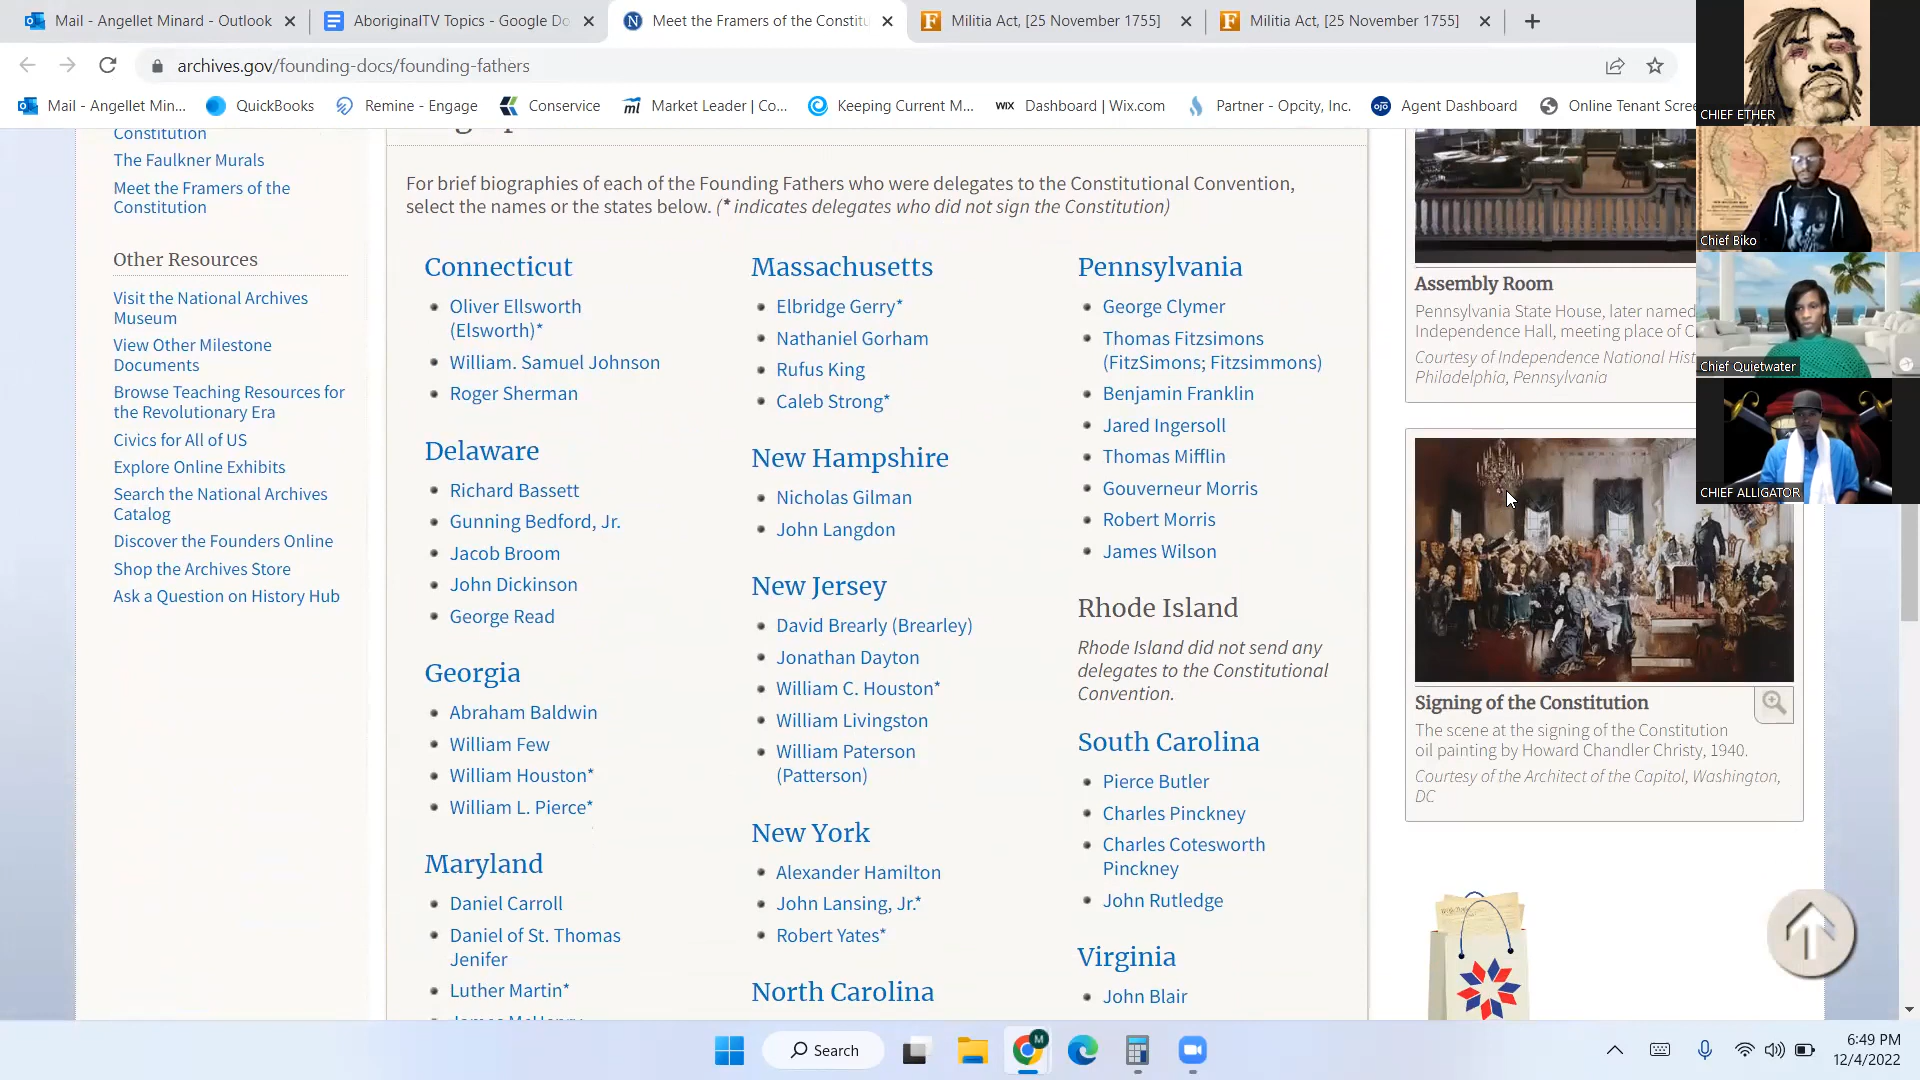 Mail - Angellet Minard - Outlook
AboriginalTV Topics - Google Do
Meet the Framers of the Constitu
Militia Act, [25 November 1755]
Militia Act, [25 November 1755]
archives.gov/founding-docs/founding-fathers
Mail - Angellet Min...
QuickBooks
Remine - Engage
Conservice
Market Leader | Co...
Keeping Current M...
Dashboard | Wix.com
Partner - Opcity, Inc.
Agent Dashboard
Online Tenant Scre
CHIEF ETHER
Chief Biko
Chief Quietwater
CHIEF ALLIGATOR
Constitution
The Faulkner Murals
Meet the Framers of the
Constitution
Other Resources
Visit the National Archives
Museum
View Other Milestone
Documents
Browse Teaching Resources for
the Revolutionary Era
Civics for All of US
Explore Online Exhibits
Search the National Archives
Catalog
Discover the Founders Online
Shop the Archives Store
Ask a Question on History Hub
For brief biographies of each of the Founding Fathers who were delegates to the Constitutional Convention,
select the names or the states below. (* indicates delegates who did not sign the Constitution)
Connecticut
Oliver Ellsworth
(Elsworth)*
William. Samuel Johnson
Roger Sherman
Delaware
Richard Bassett
Gunning Bedford, Jr.
Jacob Broom
John Dickinson
George Read
Georgia
Abraham Baldwin
William Few
William Houston*
William L. Pierce*
Maryland
Daniel Carroll
Daniel of St. Thomas
Jenifer
Luther Martin*
James McHenry
Massachusetts
Elbridge Gerry*
Nathaniel Gorham
Rufus King
Caleb Strong*
New Hampshire
Nicholas Gilman
John Langdon
New Jersey
David Brearly (Brearley)
Jonathan Dayton
William C. Houston*
William Livingston
William Paterson
(Patterson)
New York
Alexander Hamilton
John Lansing, Jr.*
Robert Yates*
North Carolina
Pennsylvania
George Clymer
Thomas Fitzsimons
(FitzSimons; Fitzsimmons)
Benjamin Franklin
Jared Ingersoll
Thomas Mifflin
Gouverneur Morris
Robert Morris
James Wilson
Rhode Island
Rhode Island did not send any
delegates to the Constitutional
Convention.
South Carolina
Pierce Butler
Charles Pinckney
Charles Cotesworth
Pinckney
John Rutledge
Virginia
John Blair
Assembly Room
Pennsylvania State House, later named
Independence Hall, meeting place of C
Courtesy of Independence National Hist
Philadelphia, Pennsylvania
Signing of the Constitution
The scene at the signing of the Constitution
oil painting by Howard Chandler Christy, 1940.
Courtesy of the Architect of the Capitol, Washington,
DC
Search
6:49 PM
12/4/2022